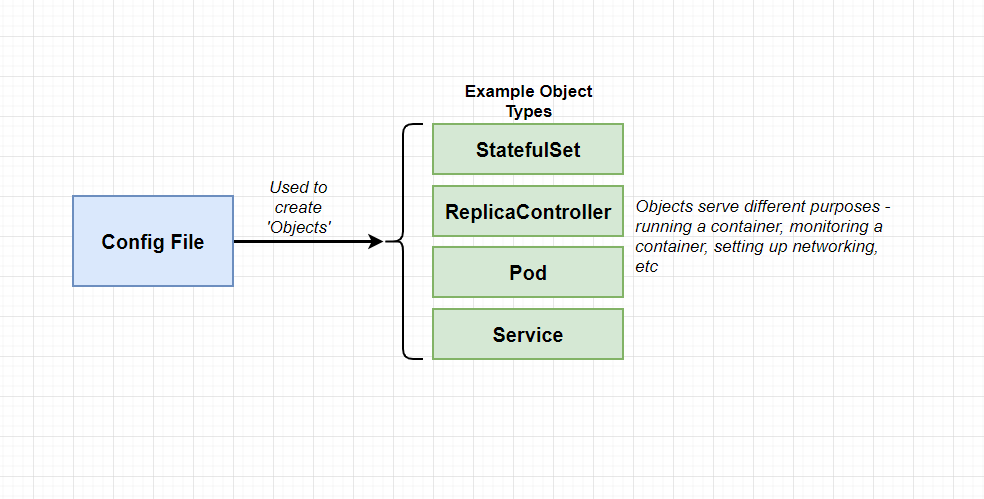 Example Object
Types
StatefulSet
Used to
create
'Objects'
ReplicaController
Objects serve different purposes -
running a container, monitoring a
container, setting up networking,
etc
Config File
Pod
Service